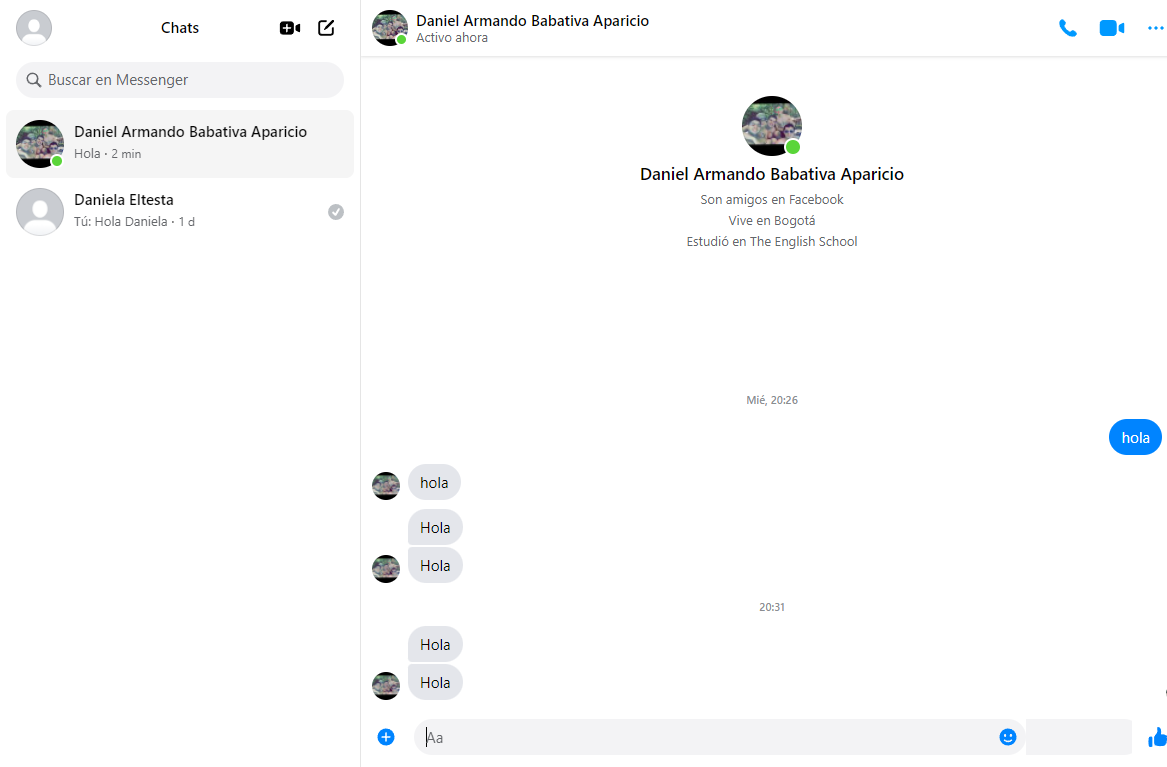 Chats
Buscar en Messenger
Daniel Armando Babativa Aparicio
Hola · 2 min
Daniela Eltesta
Tú: Hola Daniela · 1 d
Daniel Armando Babativa Aparicio
Activo ahora
Daniel Armando Babativa Aparicio
Son amigos en Facebook
Vive en Bogotá
Estudió en The English School
Mié, 20:26
hola
hola
Hola
Hola
20:31
Hola
Hola
Aa